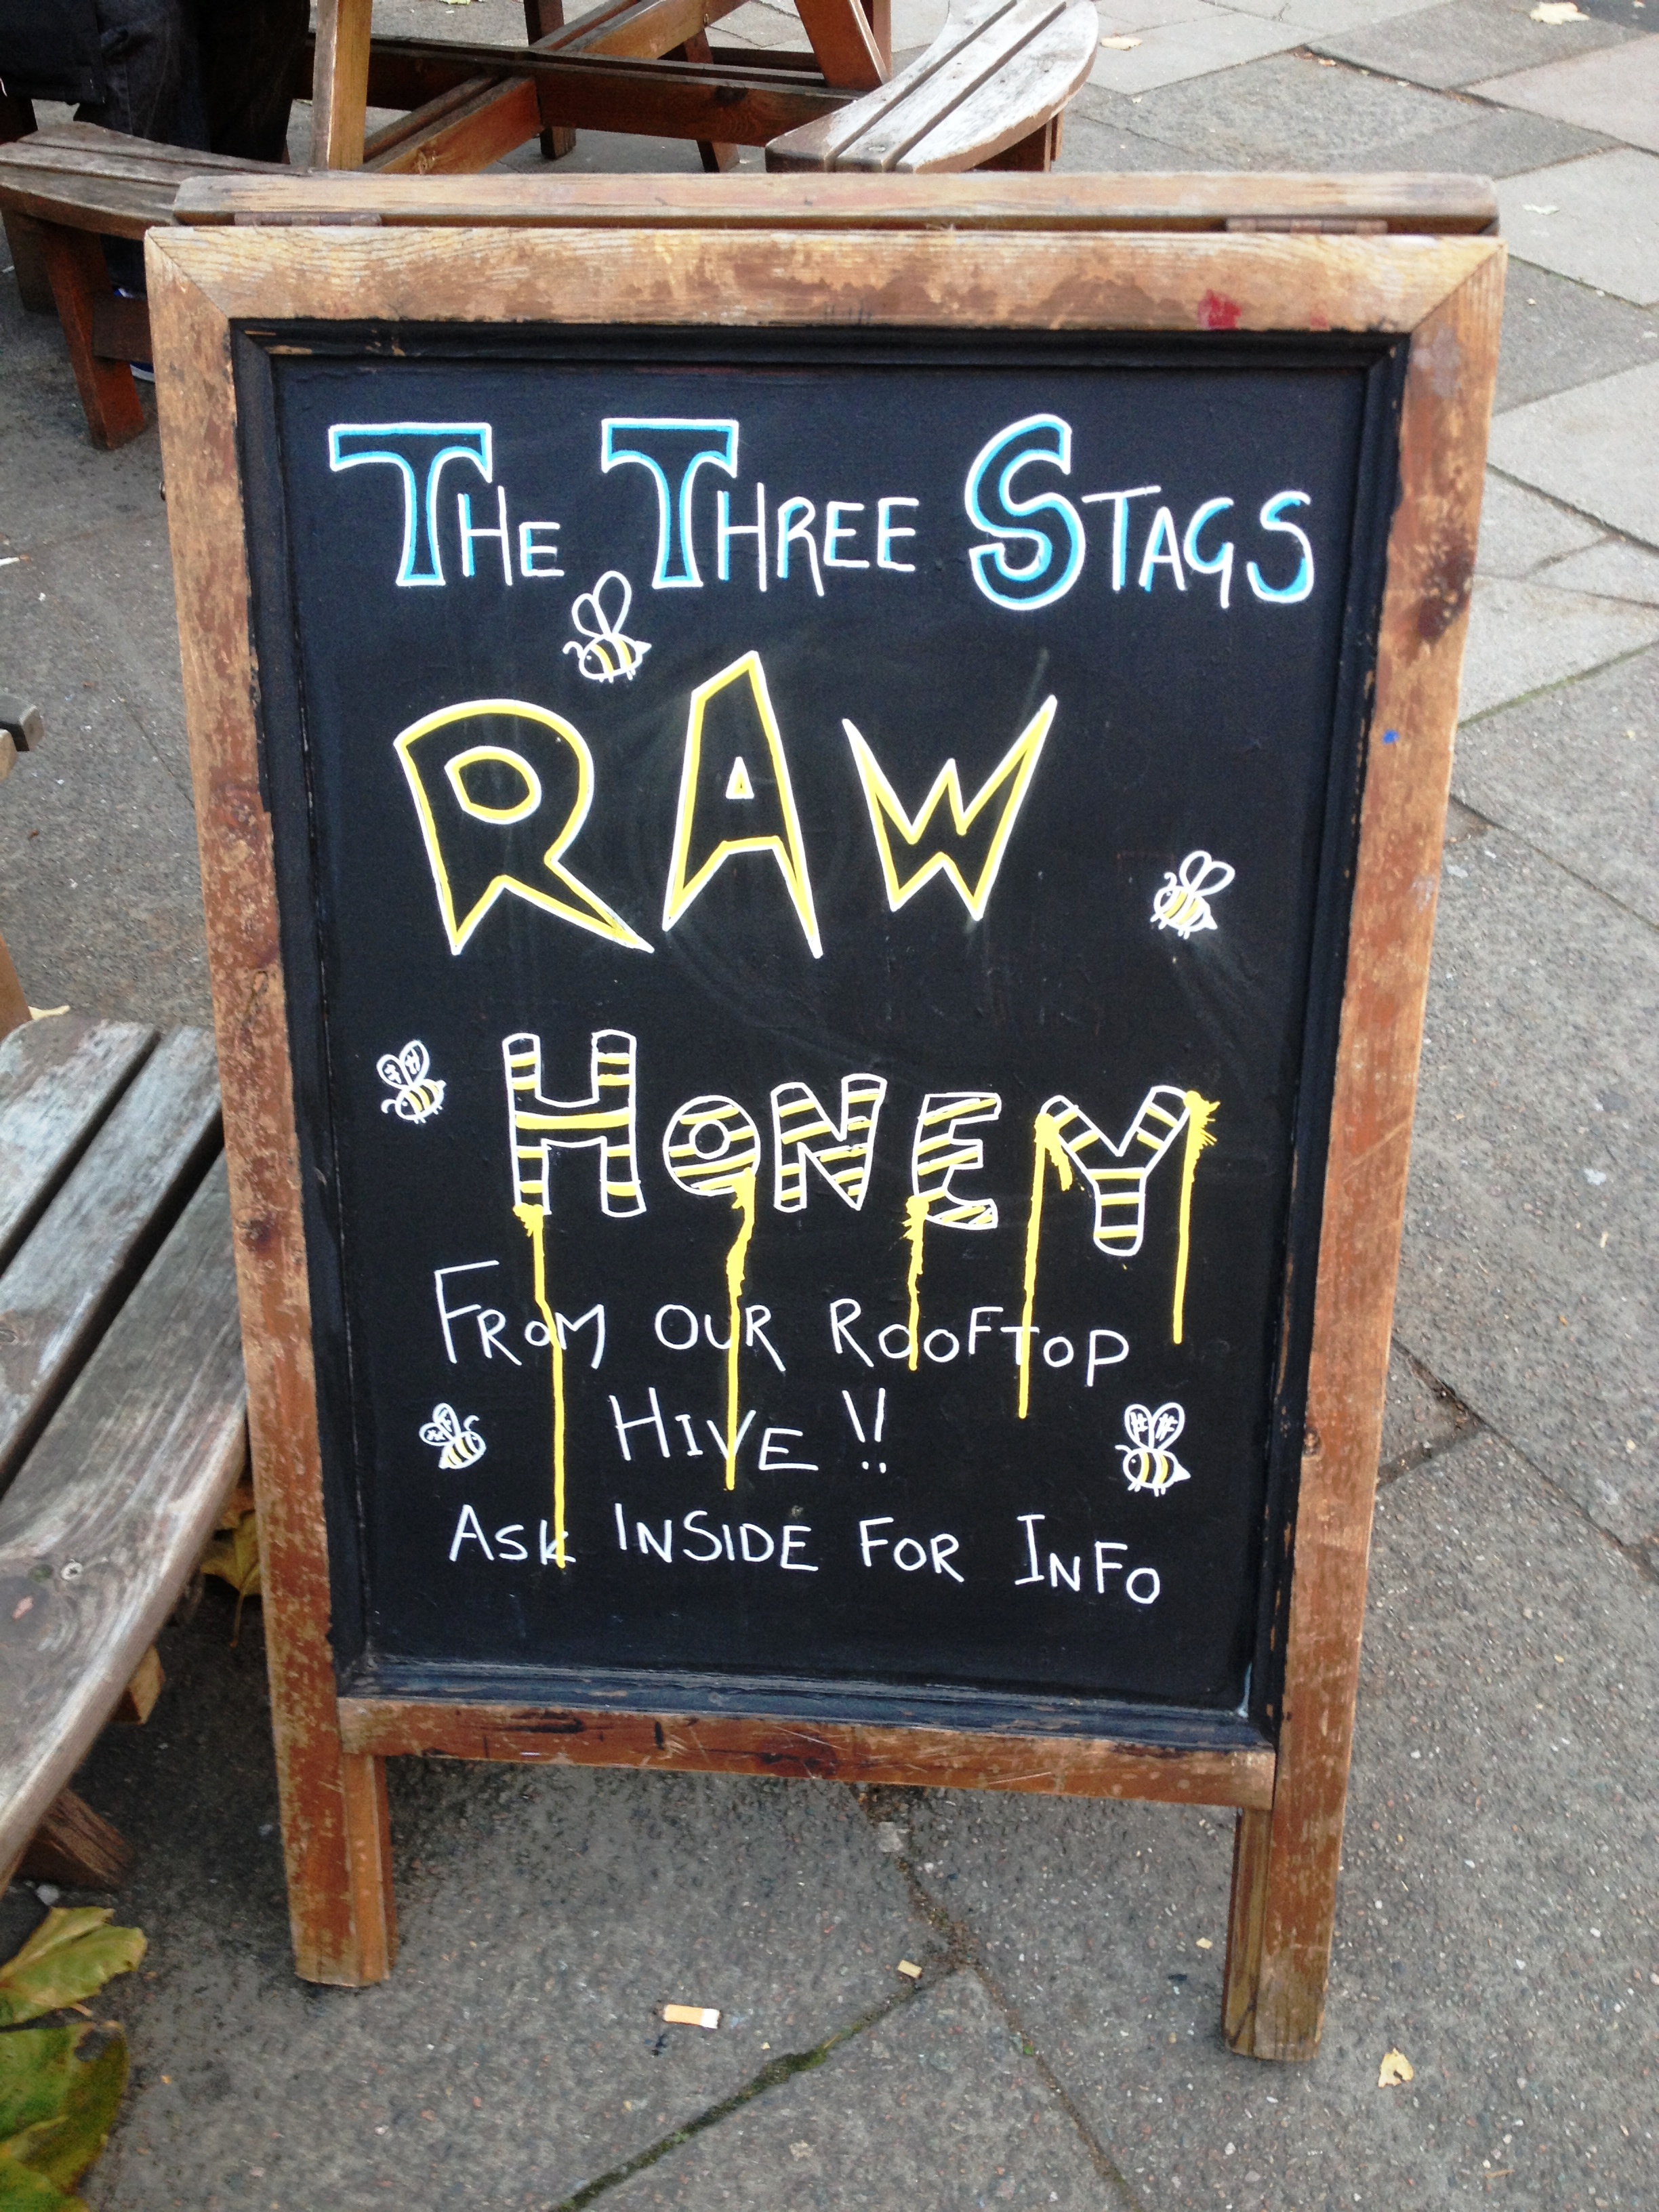 The Three Stags
RAW
HONEY
From our Rooftop
Hive !!
Ask Inside for Info